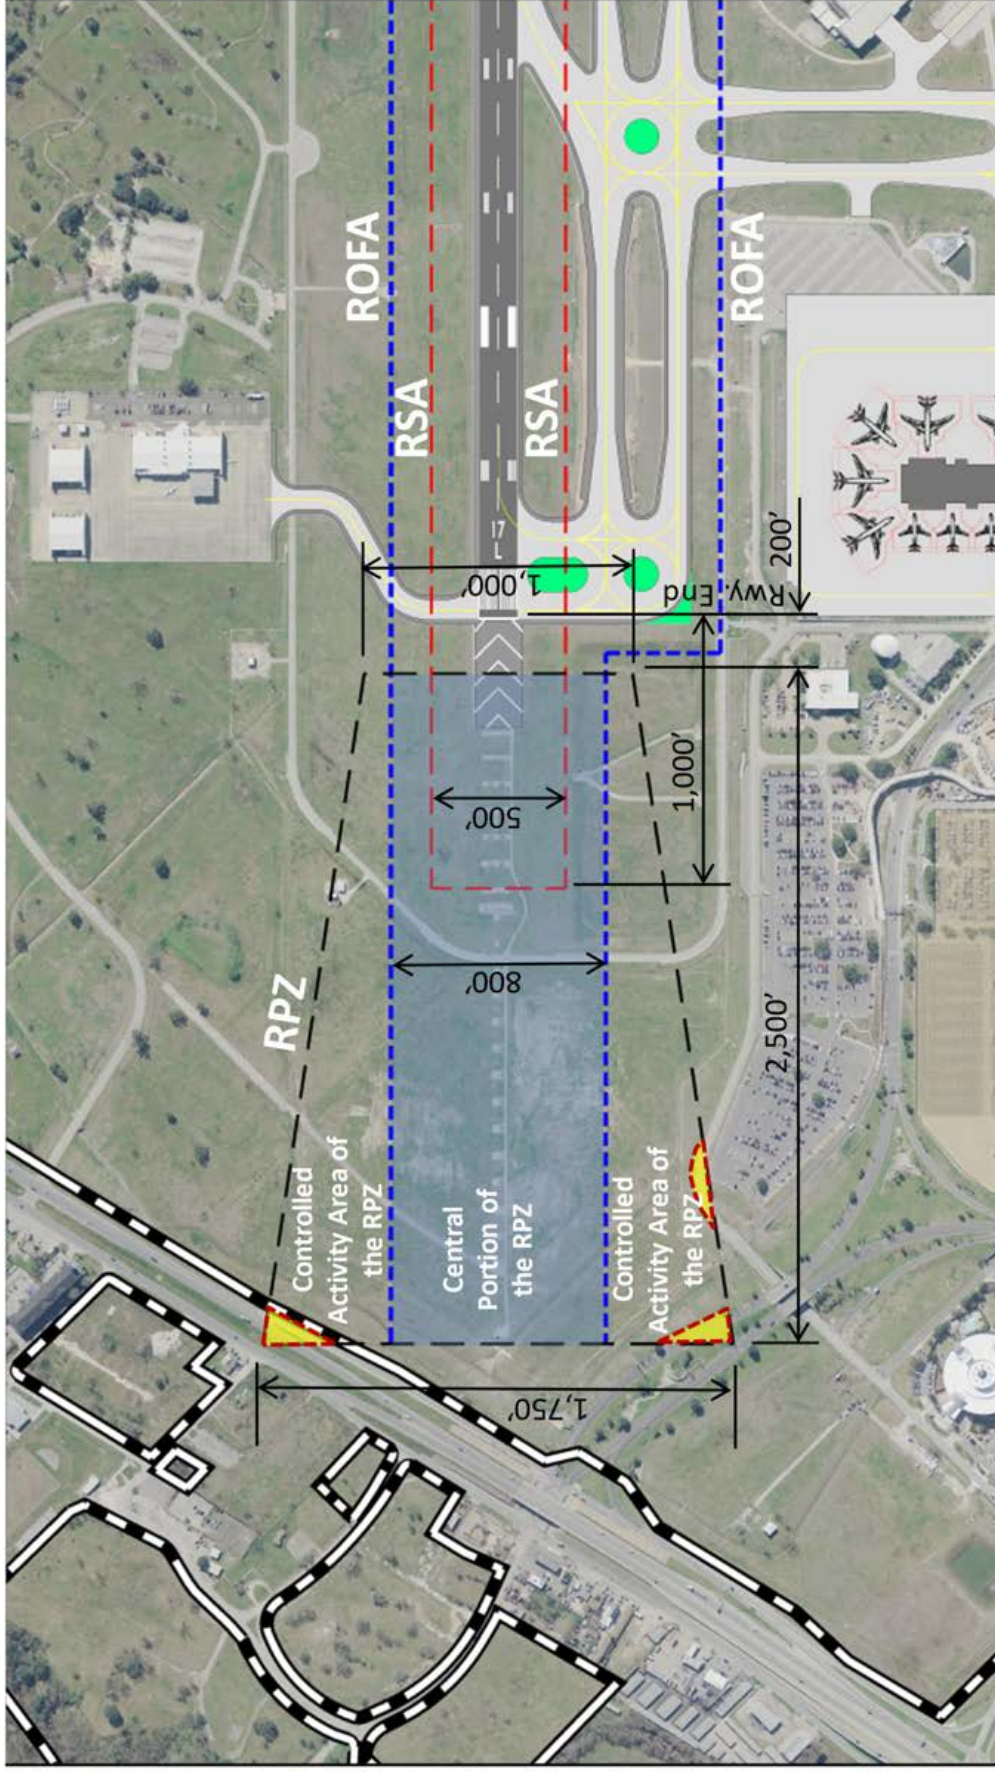 ROFA
ROFA
RSA
RSA
17
L
1,000’
200’
Rwy. End
1,000’
500’
800’
2,500’
RPZ
Controlled
Activity Area of
the RPZ
Central
Portion of
the RPZ
Controlled
Activity Area of
the RPZ
1,750’